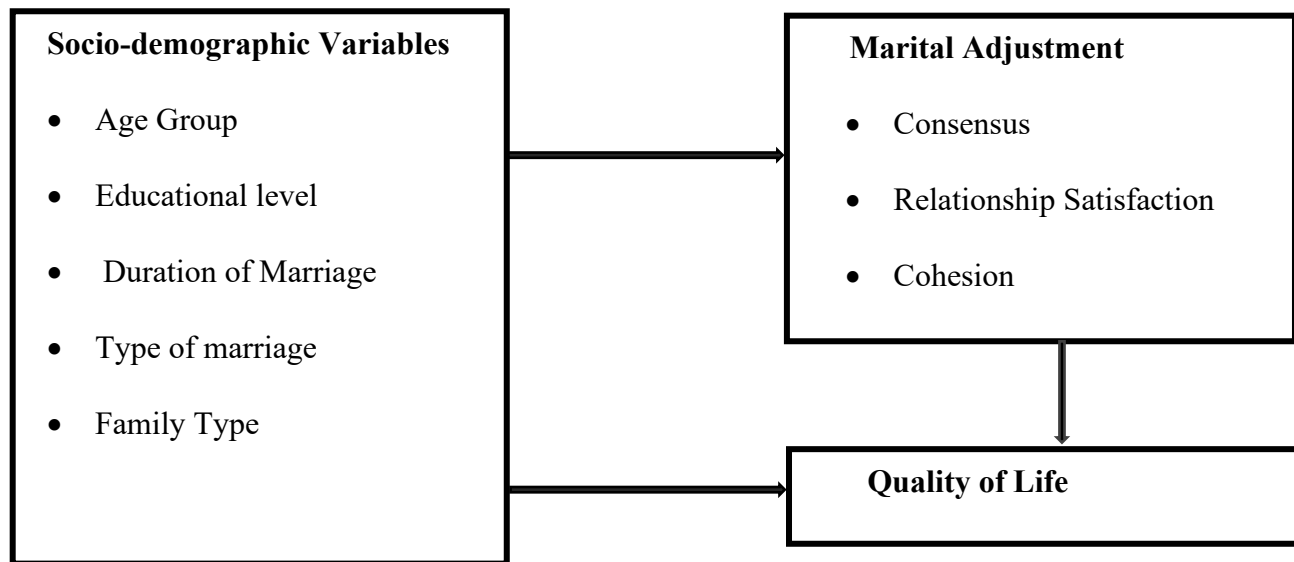 Socio-demographic Variables
• Age Group
• Educational level
• Duration of Marriage
• Type of marriage
• Family Type
Marital Adjustment
• Consensus
• Relationship Satisfaction
• Cohesion
Quality of Life